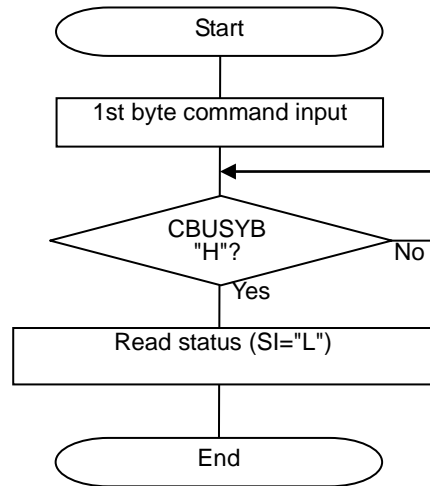 Start
1st byte command input
CBUSYB
"H"?
No
Yes
Read status (SI="L")
End